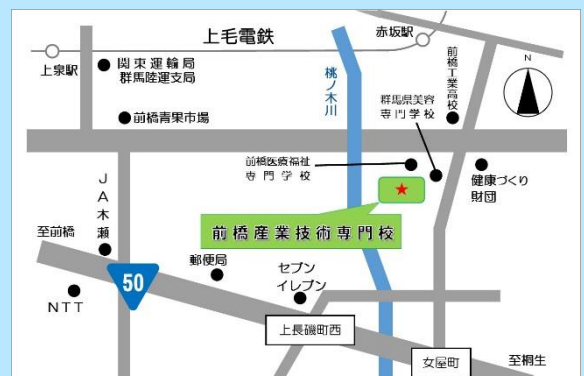 上毛電鉄
赤坂駅
上泉駅
関東運輸局
群馬陸運支局
桃ノ木川
前橋工業高校
N
群馬県美容
専門学校
前橋青果市場
前橋医療福祉
専門学校
健康づくり
財団
JA木瀬
前橋産業技術専門校
至前橋
郵便局
セブン
イレブン
50
NTT
上長磯町西
女屋町
至桐生